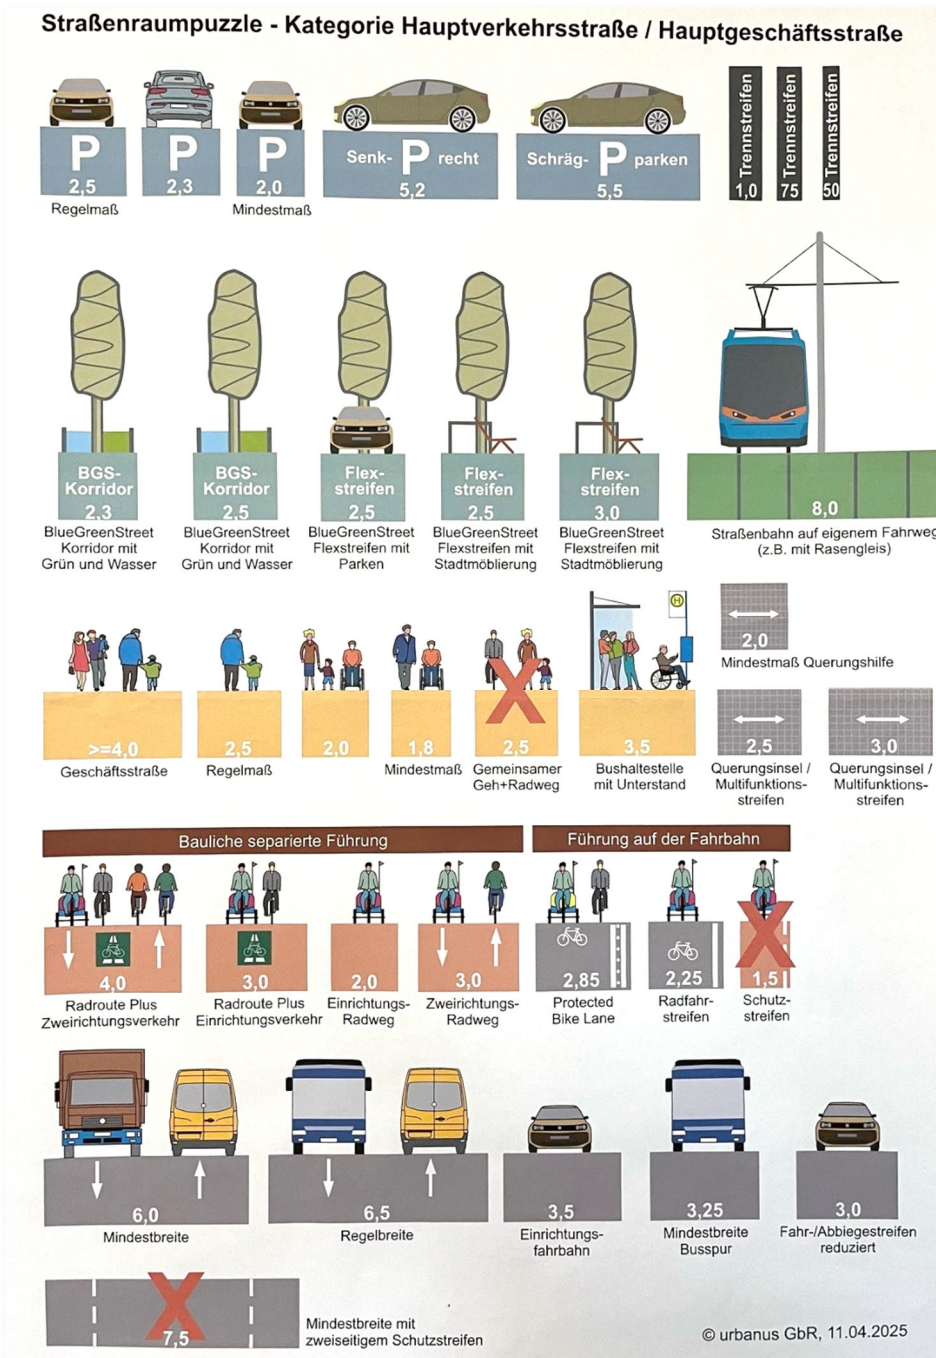 Straßenraumpuzzle - Kategorie Hauptverkehrsstraße / Hauptgeschäftsstraße
P
2,5
Regelmaß
P
2,3
P
2,0
Mindestmaß
Senk- P recht
5,2
Schräg- P parken
5,5
1,0 Trennstreifen
75 Trennstreifen
50 Trennstreifen
BGS-
Korridor
2,3
BlueGreenStreet
Korridor mit
Grün und Wasser
BGS-
Korridor
2,5
BlueGreenStreet
Korridor mit
Grün und Wasser
Flex-
streifen
2,5
BlueGreenStreet
Flexstreifen mit
Parken
Flex-
streifen
2,5
BlueGreenStreet
Flexstreifen mit
Stadtmöblierung
Flex-
streifen
3,0
BlueGreenStreet
Flexstreifen mit
Stadtmöblierung
8,0
Straßenbahn auf eigenem Fahrweg
(z.B. mit Rasengleis)
>=4,0
Geschäftsstraße
2,5
Regelmaß
2,0
1,8
Mindestmaß
2,5
Gemeinsamer
Geh+Radweg
H
3,5
Bushaltestelle
mit Unterstand
2,0
Mindestmaß Querungshilfe
2,5
Querungsinsel /
Multifunktions-
streifen
3,0
Querungsinsel /
Multifunktions-
streifen
Bauliche separierte Führung
Führung auf der Fahrbahn
4,0
Radroute Plus
Zweirichtungsverkehr
3,0
Radroute Plus
Einrichtungsverkehr
2,0
Einrichtungs-
Radweg
3,0
Zweirichtungs-
Radweg
2,85
Protected
Bike Lane
2,25
Radfahr-
streifen
1,5
Schutz-
streifen
6,0
Mindestbreite
6,5
Regelbreite
3,5
Einrichtungs-
fahrbahn
3,25
Mindestbreite
Busspur
3,0
Fahr-/Abbiegestreifen
reduziert
7,5
Mindestbreite mit
zweiseitigem Schutzstreifen
© urbanus GbR, 11.04.2025